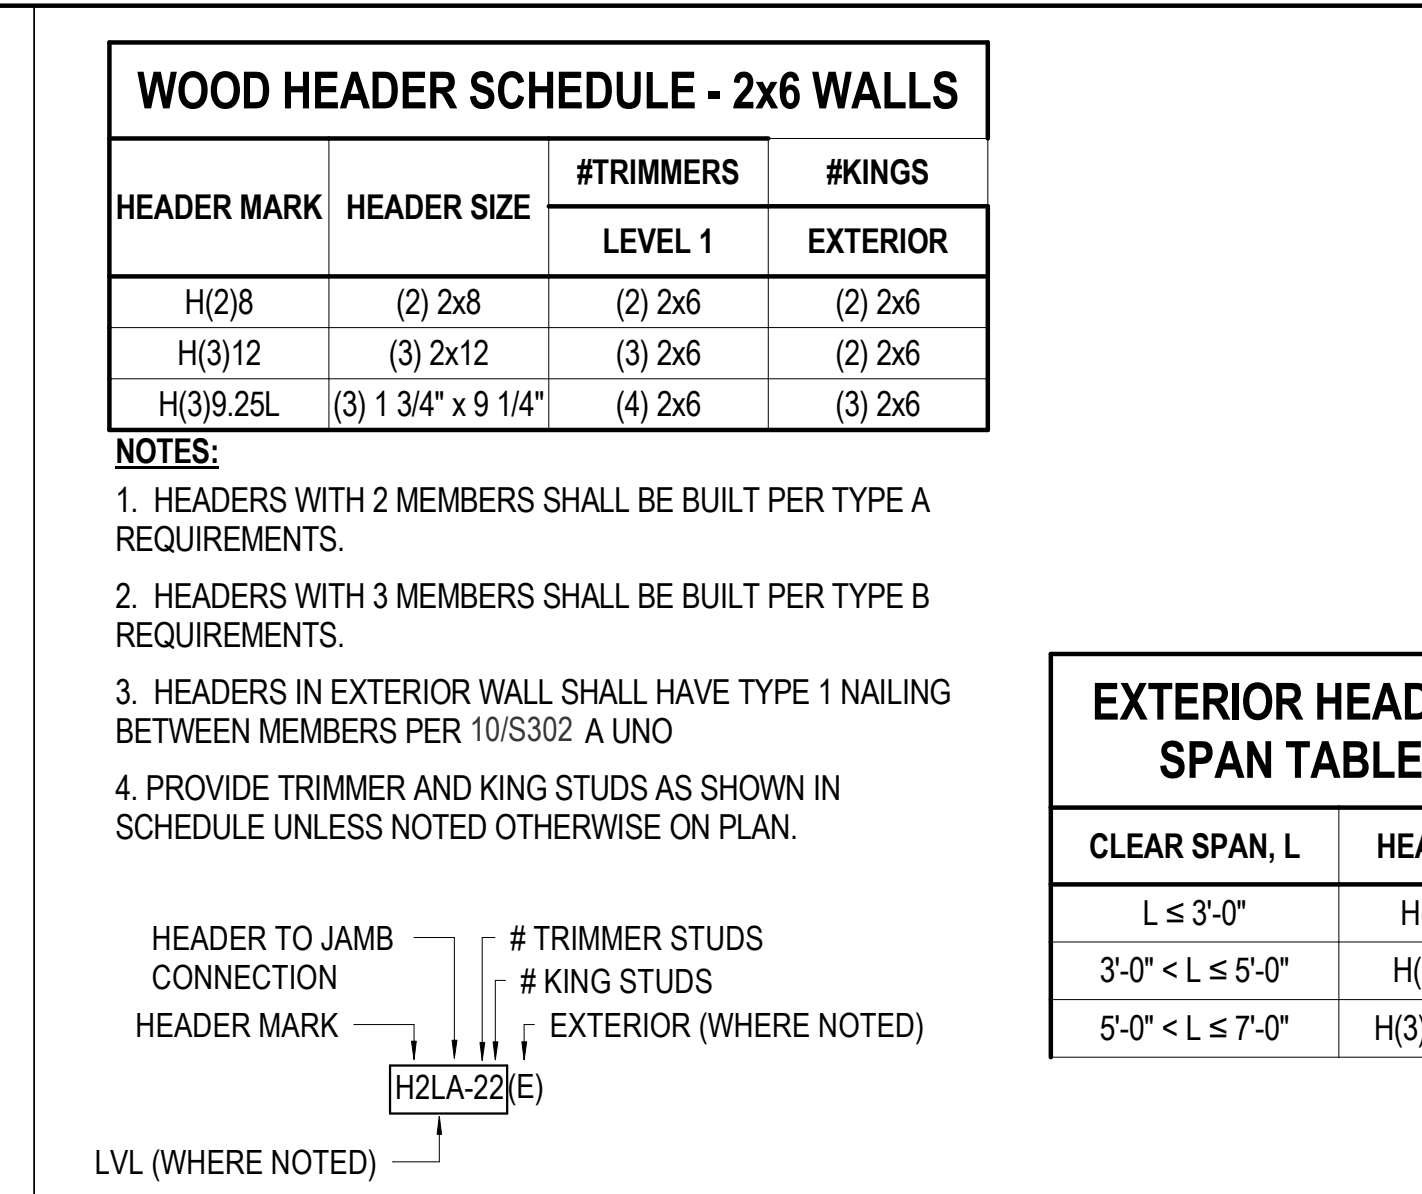 WOOD HEADER SCHEDULE - 2x6 WALLS
HEADER MARK HEADER SIZE #TRIMMERS #KINGS
LEVEL 1 EXTERIOR
H(2)8 (2) 2x8 (2) 2x6 (2) 2x6
H(3)12 (3) 2x12 (3) 2x6 (2) 2x6
H(3)9.25L (3) 1 3/4" x 9 1/4" (4) 2x6 (3) 2x6
NOTES:
1. HEADERS WITH 2 MEMBERS SHALL BE BUILT PER TYPE A
REQUIREMENTS.
2. HEADERS WITH 3 MEMBERS SHALL BE BUILT PER TYPE B
REQUIREMENTS.
3. HEADERS IN EXTERIOR WALL SHALL HAVE TYPE 1 NAILING
BETWEEN MEMBERS PER 10/S302 A UNO
4. PROVIDE TRIMMER AND KING STUDS AS SHOWN IN
SCHEDULE UNLESS NOTED OTHERWISE ON PLAN.
HEADER TO JAMB
CONNECTION
# TRIMMER STUDS
# KING STUDS
HEADER MARK
EXTERIOR (WHERE NOTED)
H2LA-22(E)
LVL (WHERE NOTED)
EXTERIOR HEAD
SPAN TABLE
CLEAR SPAN, L HEA
L ≤ 3'-0" H
3'-0" < L ≤ 5'-0" H(
5'-0" < L ≤ 7'-0" H(3)